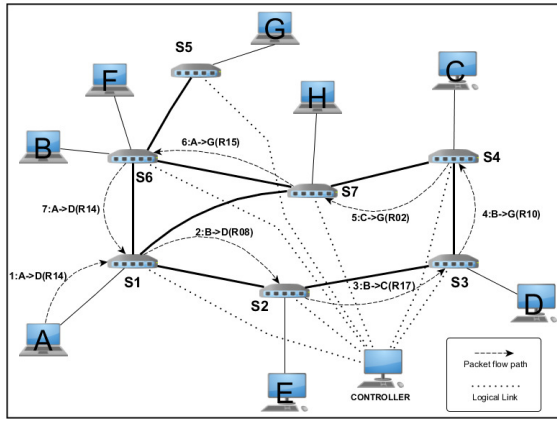 G
S5
F
C
H
6:A->G(R15)
B
S6
S4
S7
5:C->G(R02)
4:B->G(R10)
7:A->D(R14)
2:B->D(R08)
1:A->D(R14)
S1
3:B->C(R17)
S3
S2
D
A
E
CONTROLLER
Packet flow path
Logical Link